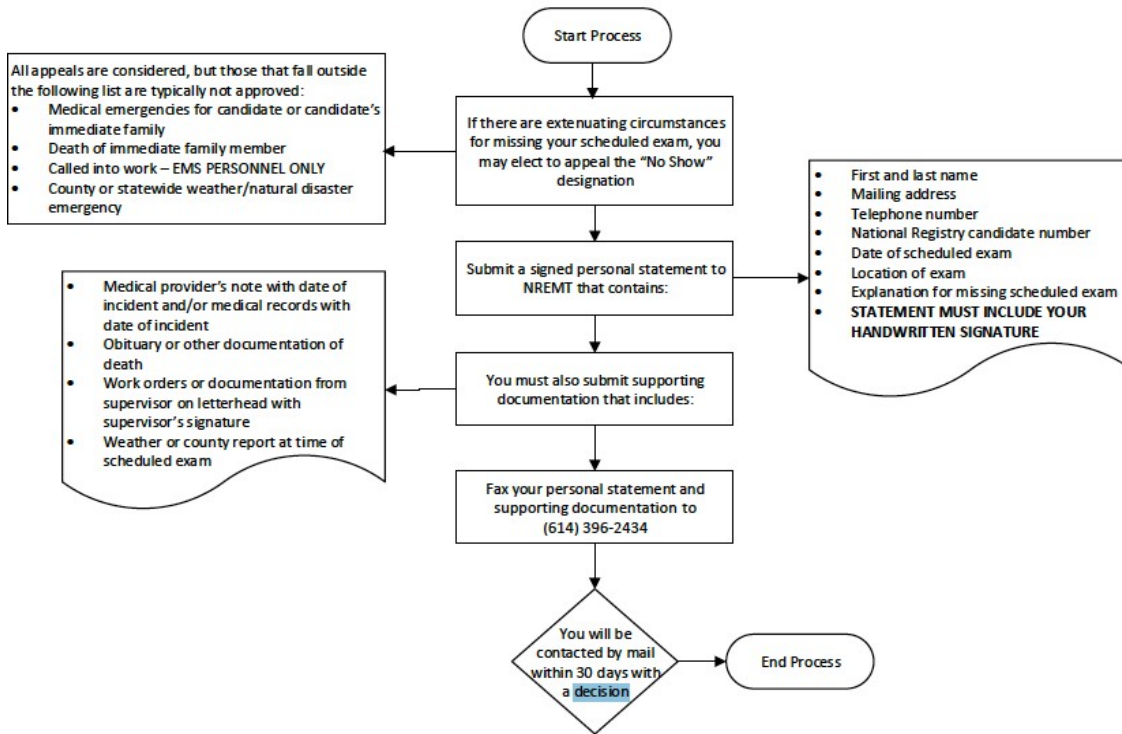 Start Process
All appeals are considered, but those that fall outside
the following list are typically not approved:
• Medical emergencies for candidate or candidate's
immediate family
• Death of immediate family member
• Called into work – EMS PERSONNEL ONLY
• County or statewide weather/natural disaster
emergency
If there are extenuating circumstances
for missing your scheduled exam, you
may elect to appeal the “No Show”
designation
Submit a signed personal statement to
NREMT that contains:
• First and last name
• Mailing address
• Telephone number
• National Registry candidate number
• Date of scheduled exam
• Location of exam
• Explanation for missing scheduled exam
• STATEMENT MUST INCLUDE YOUR
HANDWRITTEN SIGNATURE
You must also submit supporting
documentation that includes:
• Medical provider's note with date of
incident and/or medical records with
date of incident
• Obituary or other documentation of
death
• Work orders or documentation from
supervisor on letterhead with
supervisor's signature
• Weather or county report at time of
scheduled exam
Fax your personal statement and
supporting documentation to
(614) 396-2434
You will be
contacted by mail
within 30 days with
a decision
End Process